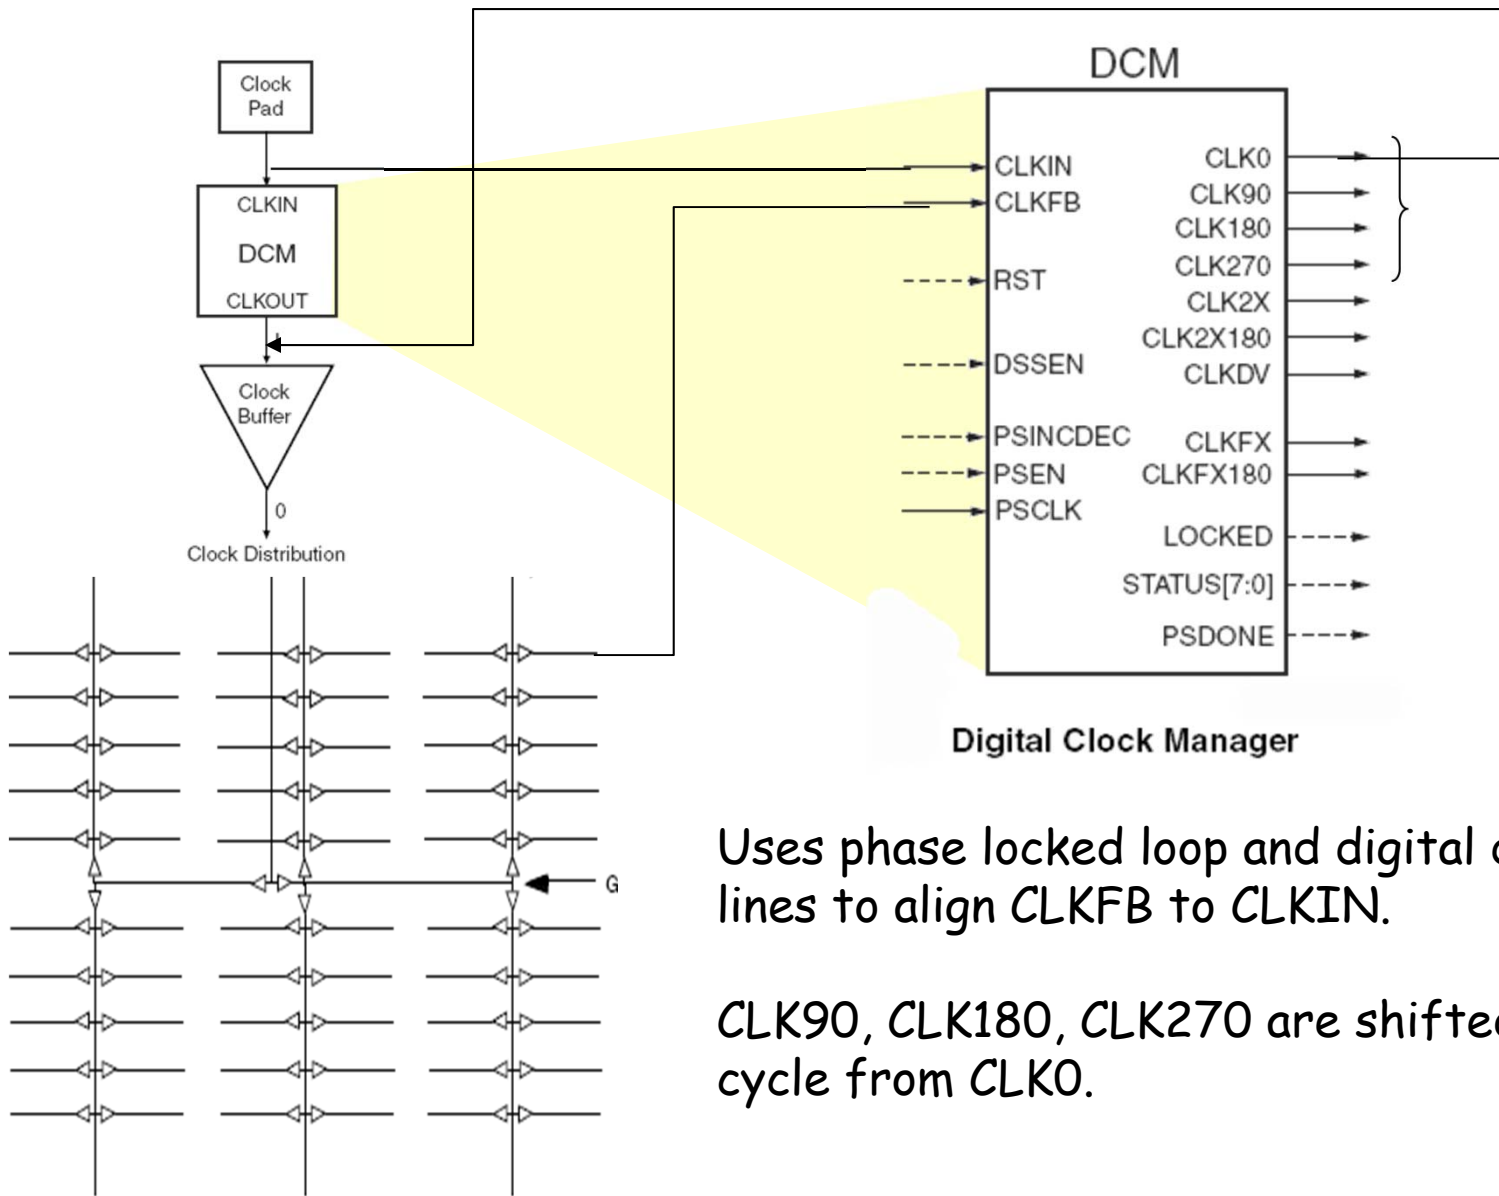 Clock
Pad
CLKIN
DCM
CLKOUT
Clock
Buffer
0
Clock Distribution
G
DCM
CLKIN
CLKFB
RST
DSSEN
PSINCDEC
PSEN
PSCLK
CLK0
CLK90
CLK180
CLK270
CLK2X
CLK2X180
CLKDV
CLKFX
CLKFX180
LOCKED
STATUS[7:0]
PSDONE
Digital Clock Manager
Uses phase locked loop and digital
lines to align CLKFB to CLKIN.
CLK90, CLK180, CLK270 are shifted
cycle from CLK0.